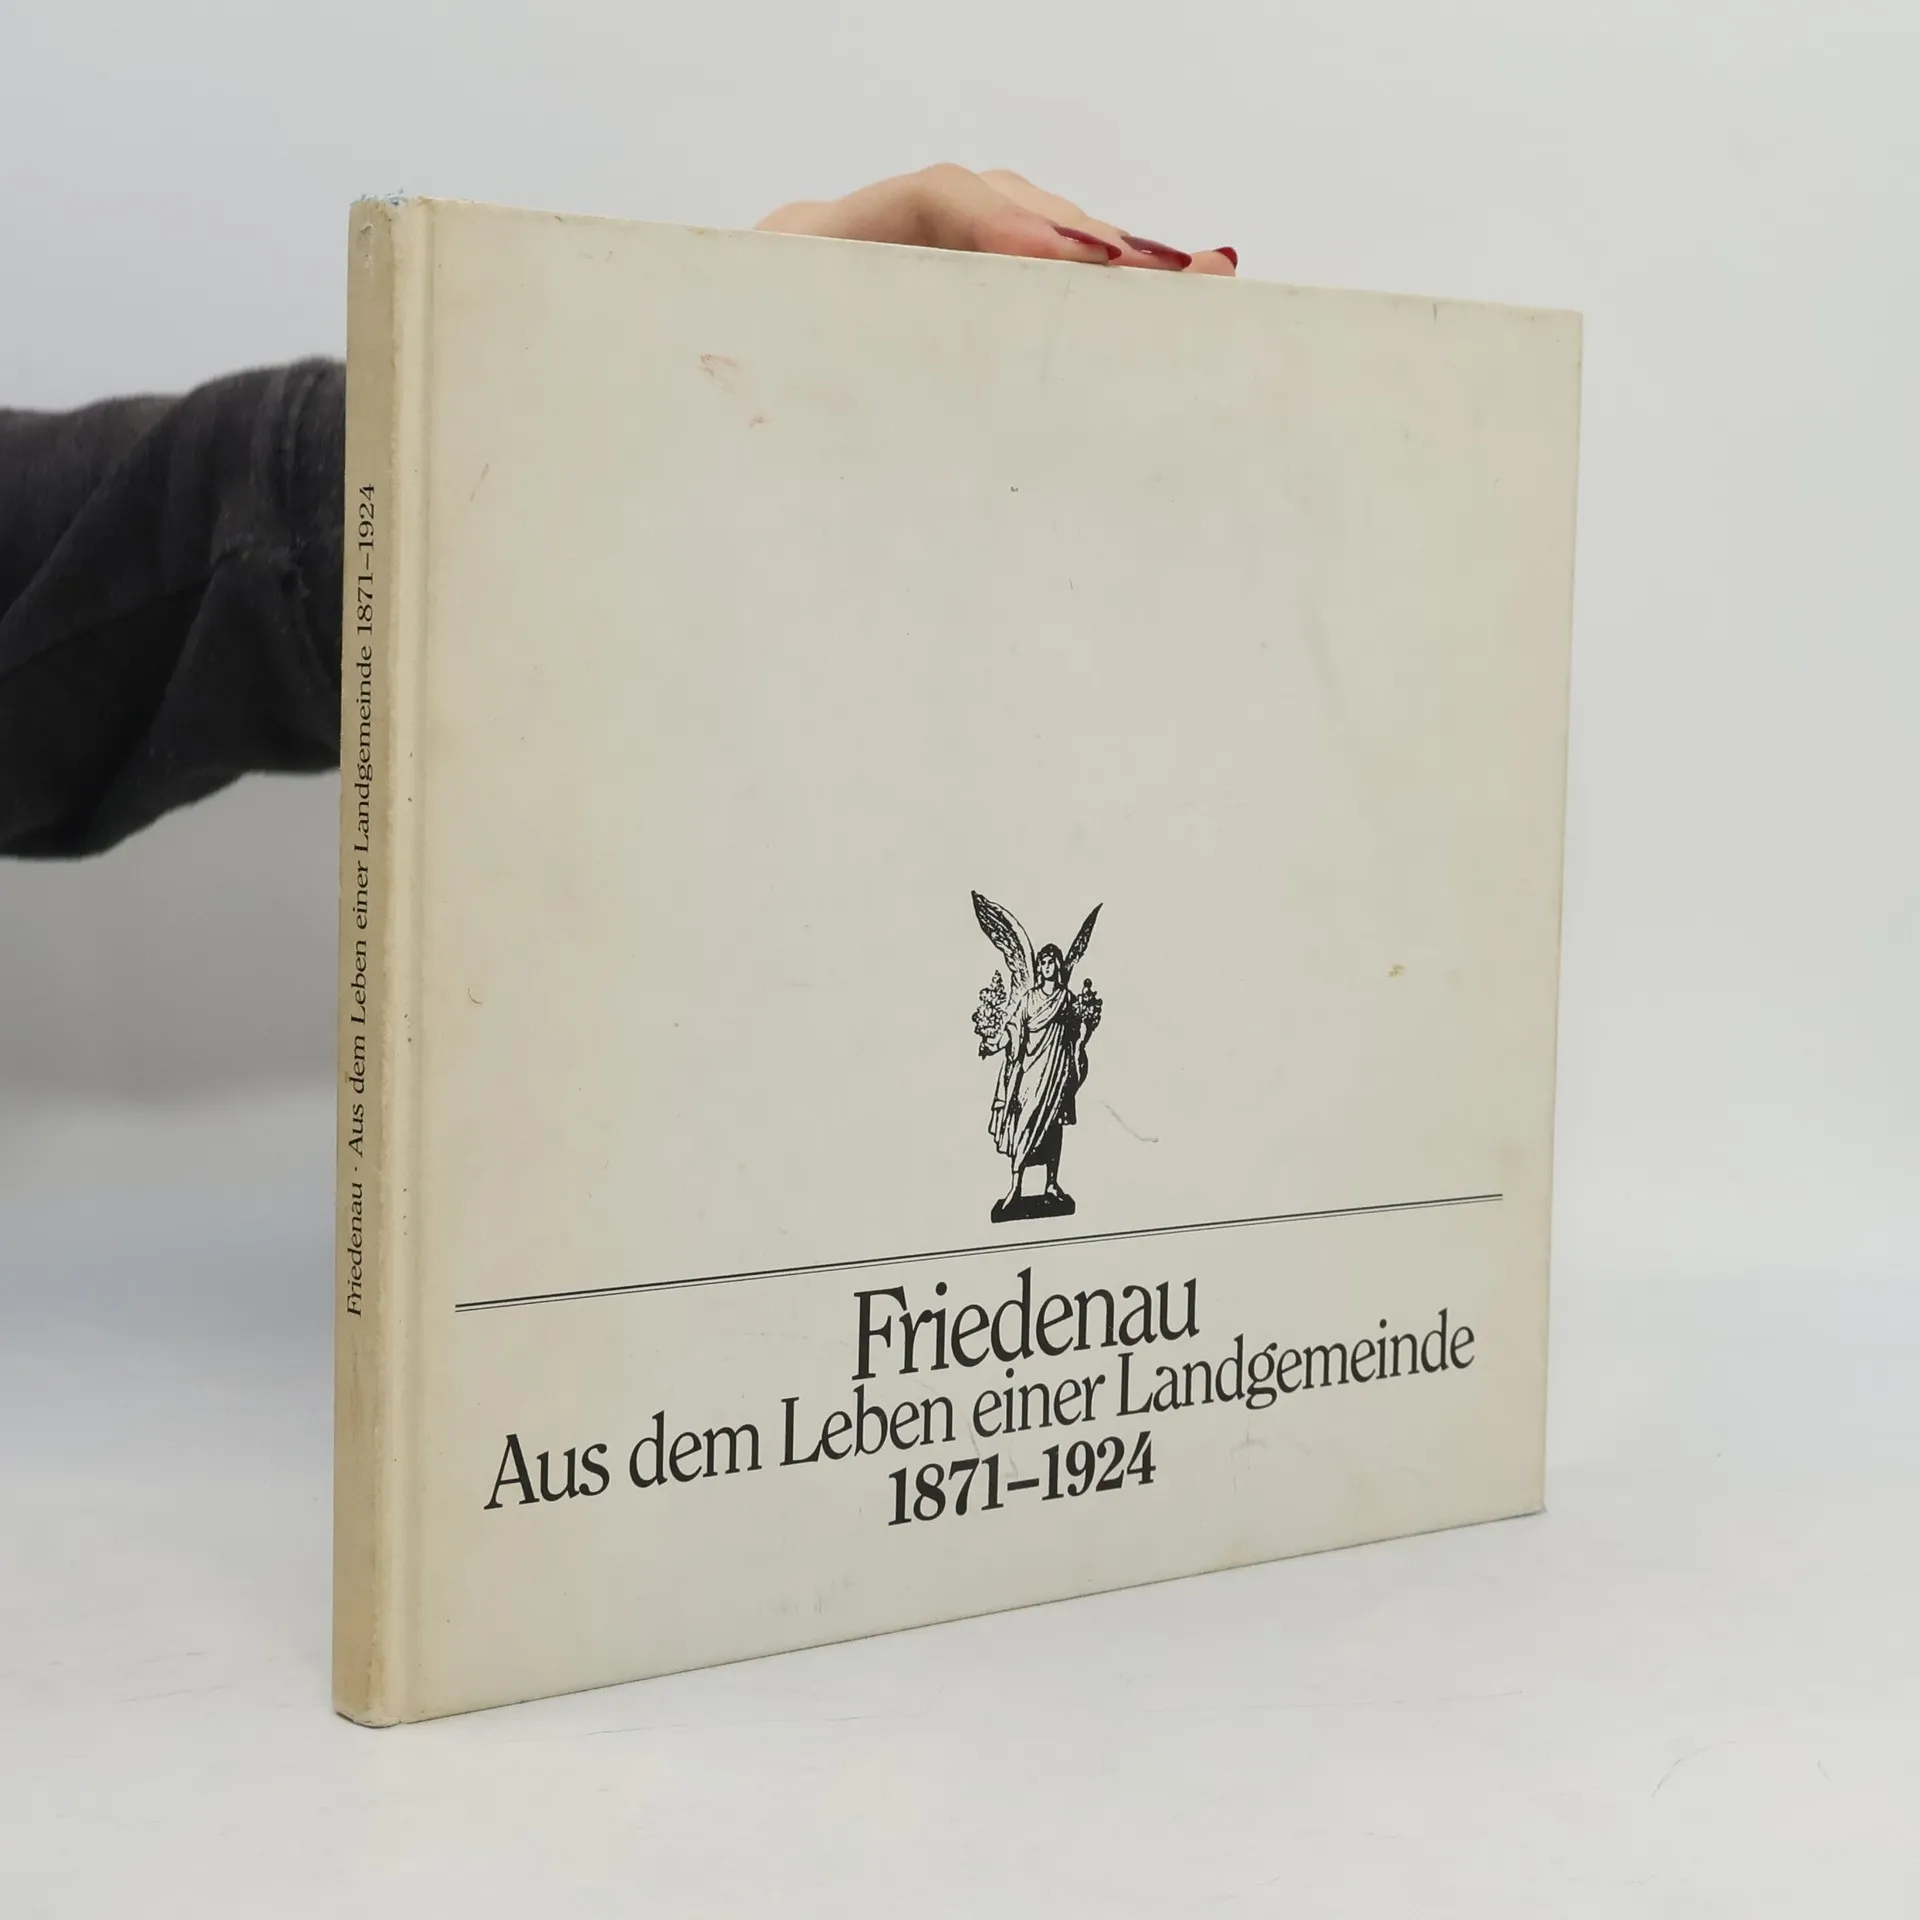 Friedenau · Aus dem Leben einer Landgemeinde 1871–1924
Friedenau
Aus dem Leben einer Landgemeinde
1871–1924